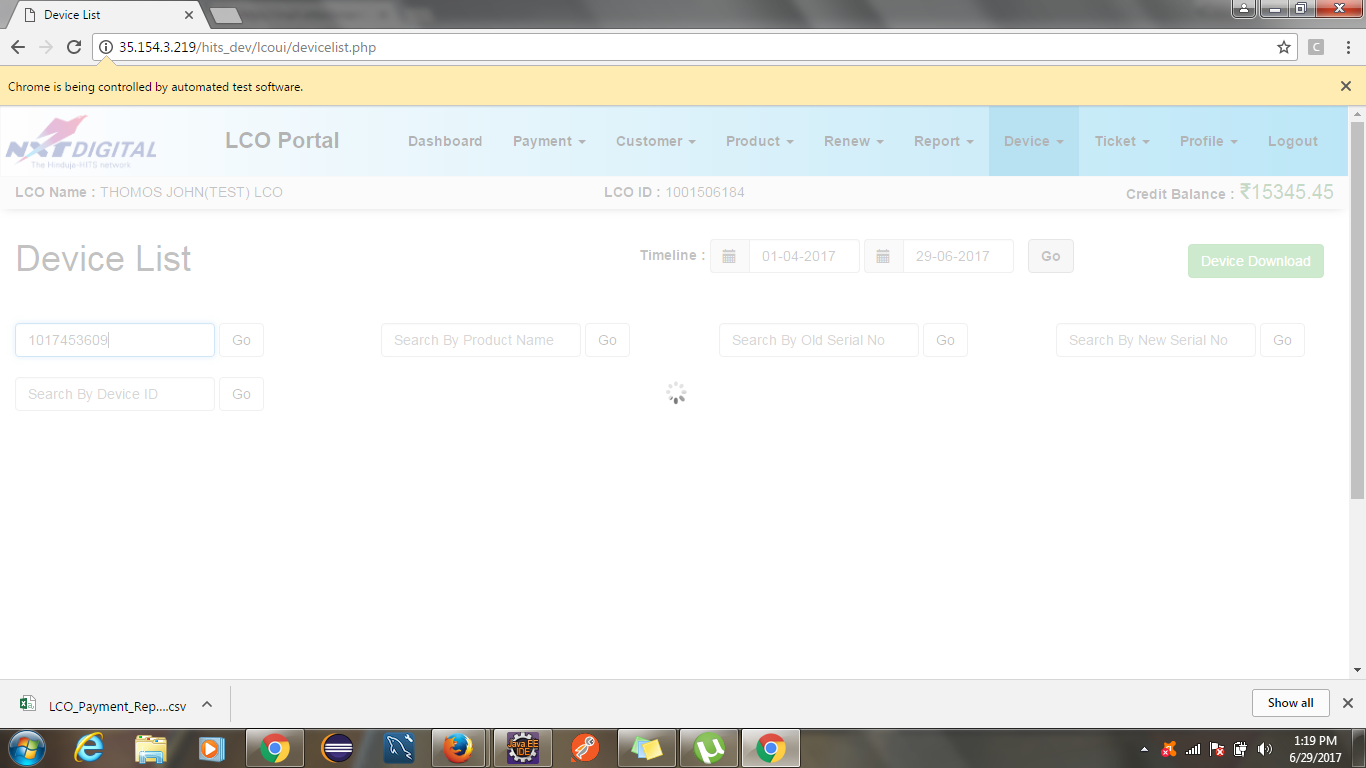 Device List
35.154.3.219/hits_dev/lcoui/devicelist.php
C
Chrome is being controlled by automated test software.
NXTDIGITAL
The Hinduja-HITS network
LCO Portal Dashboard Payment Customer Product Renew Report Device Ticket Profile Logout
LCO Name : THOMOS JOHN(TEST) LCO LCO ID : 1001506184 Credit Balance : ₹15345.45
Device List Timeline : 01-04-2017 29-06-2017 Go Device Download
1017453609 Go Search By Product Name Go Search By Old Serial No Go Search By New Serial No Go
Search By Device ID Go
LCO_Payment_Rep....csv Show all
Java EE
IDE
1:19 PM
6/29/2017